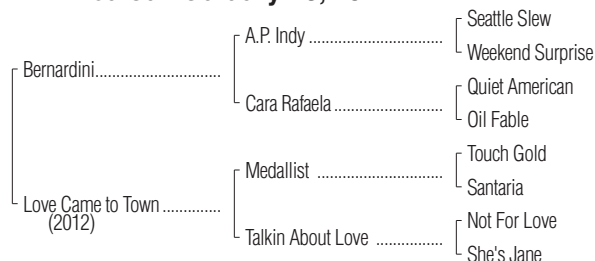 Seattle Slew
A.P. Indy
Weekend Surprise
Bernardini
Quiet American
Cara Rafaela
Oil Fable
Touch Gold
Medallist
Santaria
Love Came to Town
(2012)
Not For Love
Talkin About Love
She's Jane